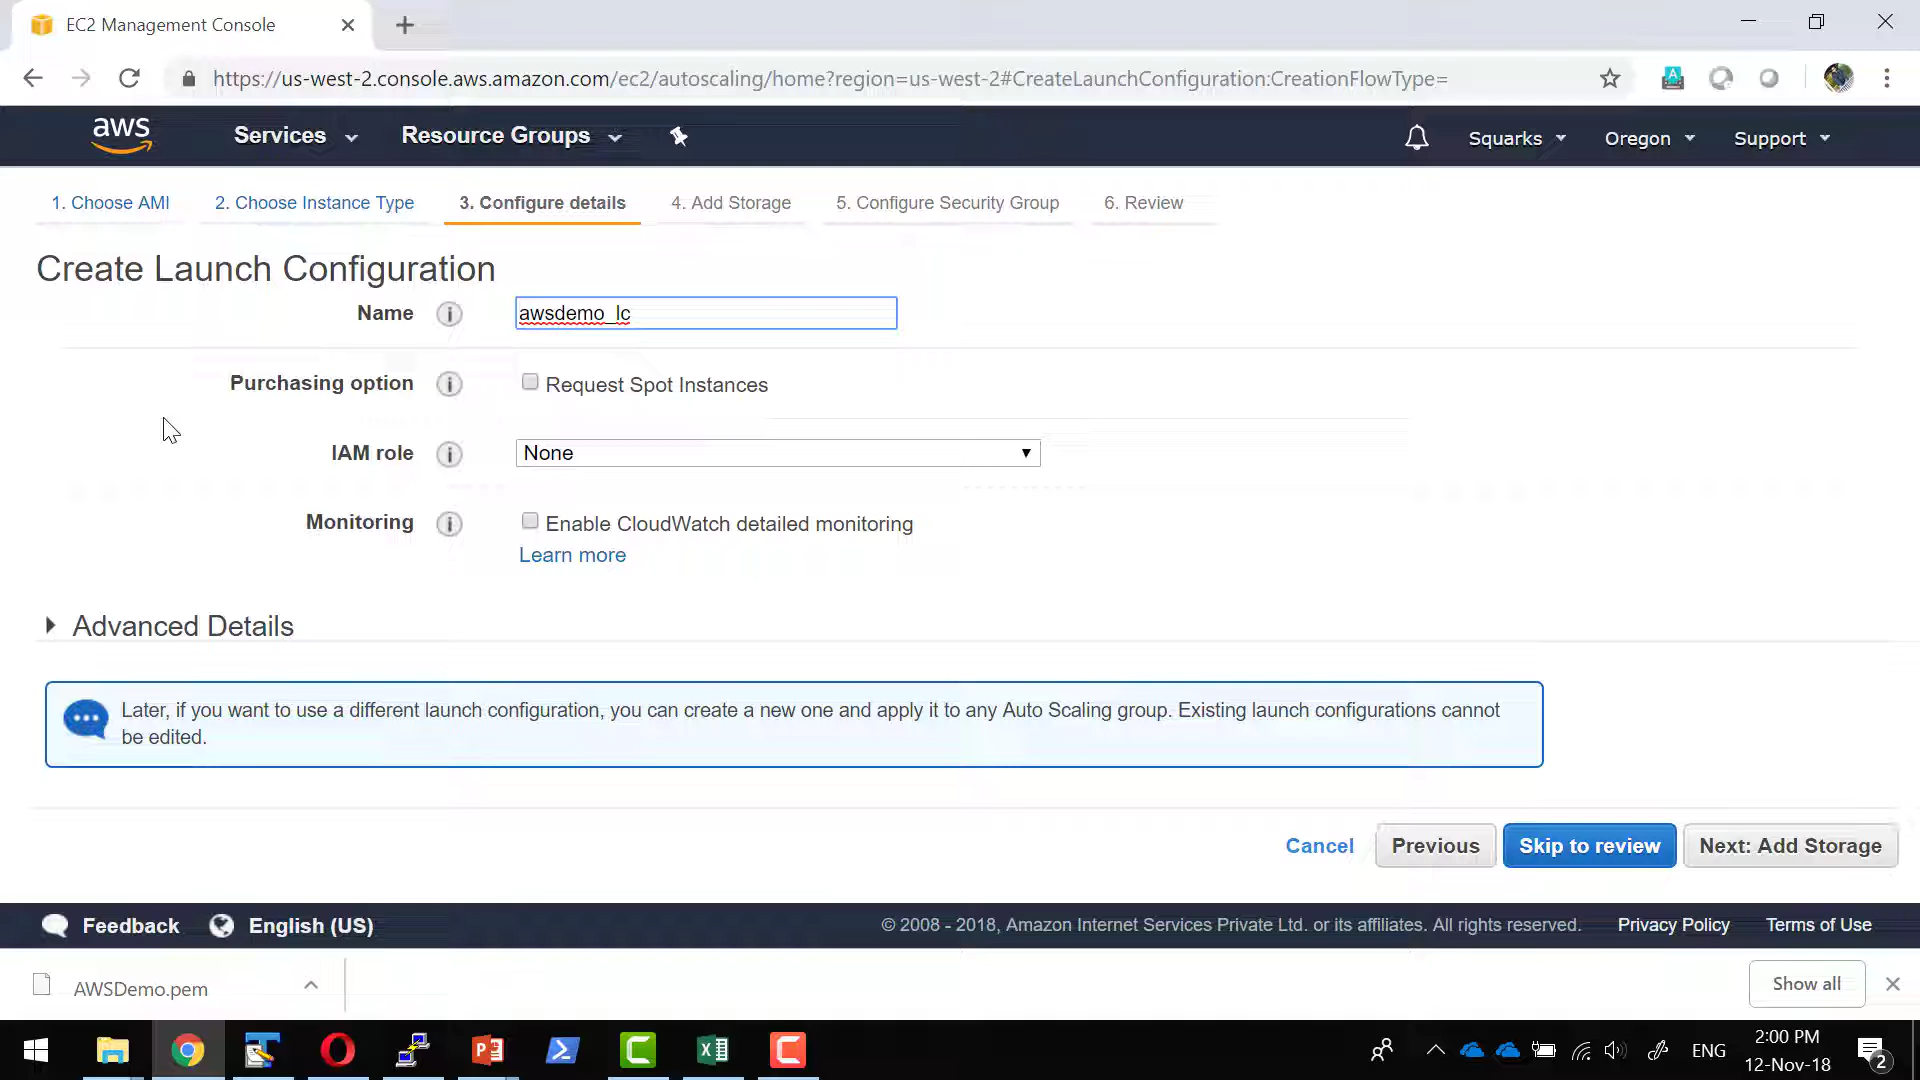 EC2 Management Console
https://us-west-2.console.aws.amazon.com/ec2/autoscaling/home?region=us-west-2#CreateLaunchConfiguration:CreationFlowType=
aws Services Resource Groups Squarks Oregon Support
1. Choose AMI 2. Choose Instance Type 3. Configure details 4. Add Storage 5. Configure Security Group 6. Review
Create Launch Configuration
Name awsdemo_lc
Purchasing option Request Spot Instances
IAM role None
Monitoring Enable CloudWatch detailed monitoring
Learn more
Advanced Details
Later, if you want to use a different launch configuration, you can create a new one and apply it to any Auto Scaling group. Existing launch configurations cannot
be edited.
Cancel Previous Skip to review Next: Add Storage
Feedback English (US) © 2008 - 2018, Amazon Internet Services Private Ltd. or its affiliates. All rights reserved. Privacy Policy Terms of Use
AWSDemo.pem Show all
ENG 2:00 PM
12-Nov-18 2